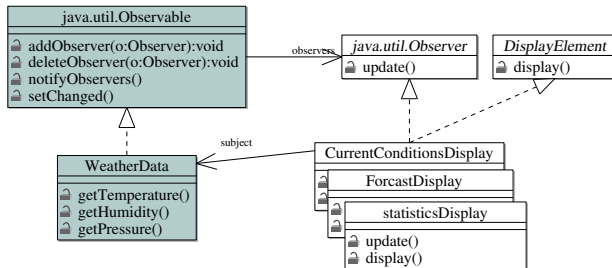 java.util.Observable
addObserver(o:Observer):void
deleteObserver(o:Observer):void
notifyObservers()
setChanged()
observers
java.util.Observer
update()
DisplayElement
display()
WeatherData
getTemperature()
getHumidity()
getPressure()
subject
CurrentConditionsDisplay
ForcastDisplay
statisticsDisplay
update()
display()